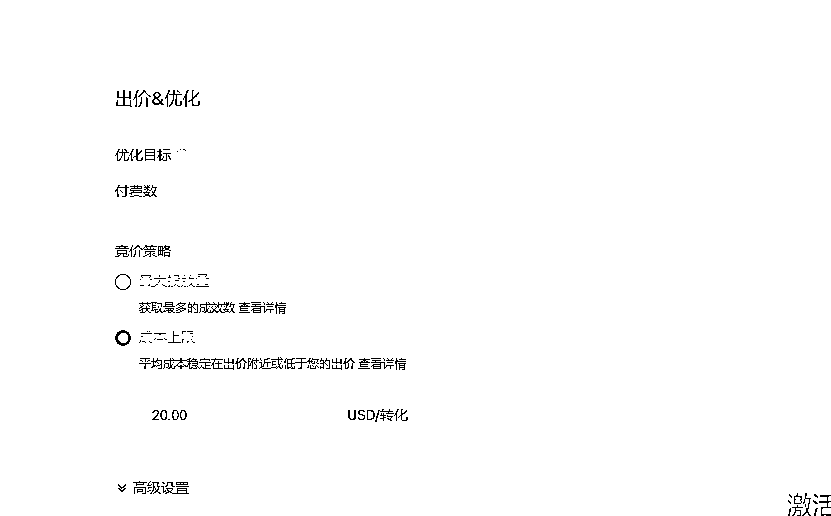 出价&优化
优化目标
付费数
竞价策略
最大投放量
获取最多的成效数 查看详情
成本上限
平均成本稳定在出价附近或低于您的出价 查看详情
20.00 USD/转化
高级设置
激活